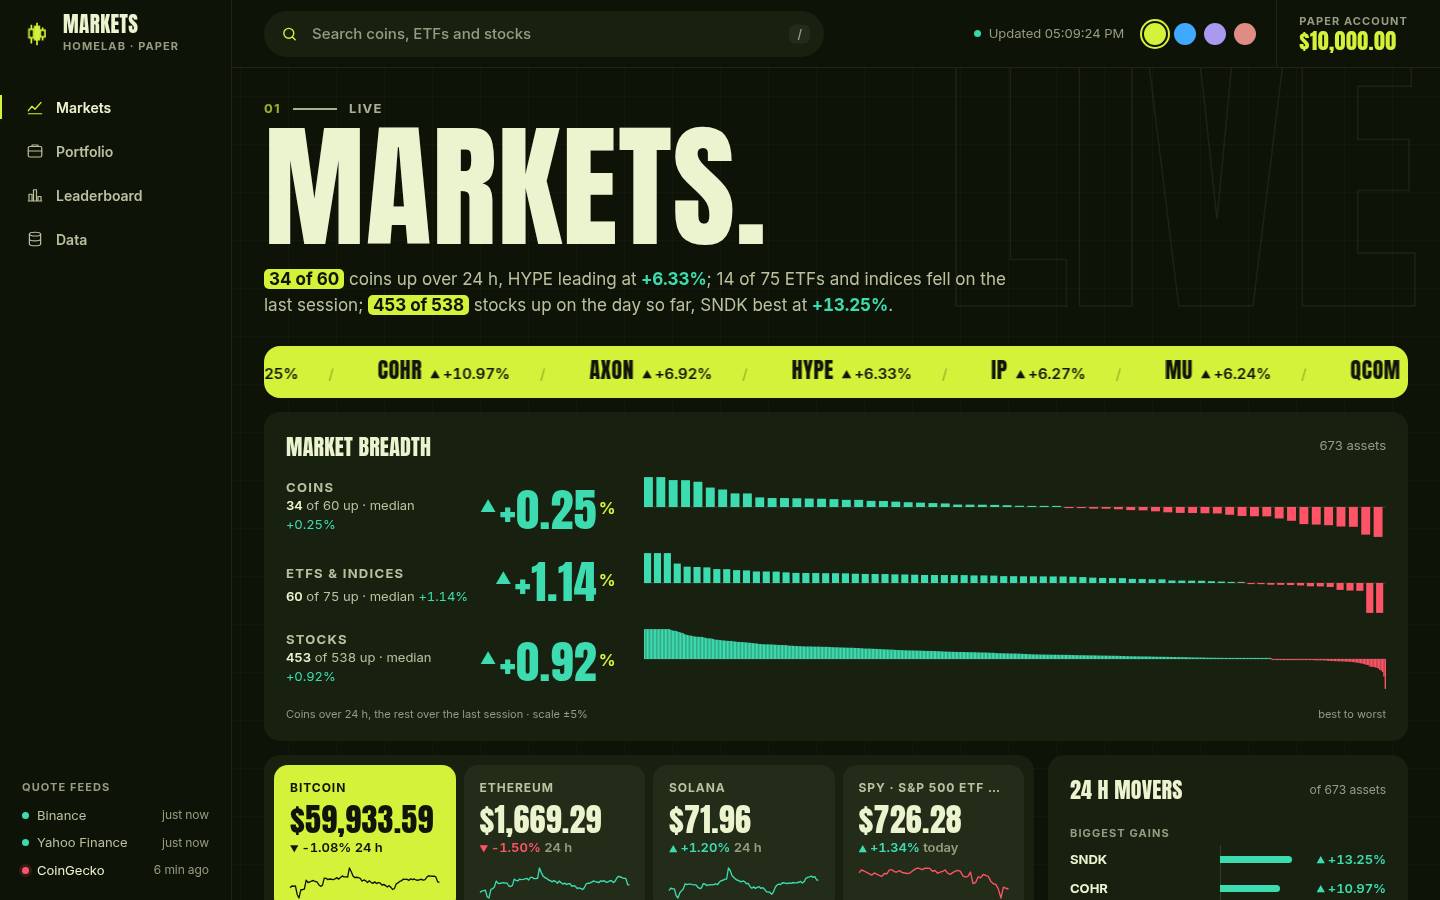 MARKETS
HOMELAB · PAPER
Search coins, ETFs and stocks
/
Updated 05:09:24 PM
PAPER ACCOUNT
$10,000.00
Markets
Portfolio
Leaderboard
Data
01 LIVE
LIVE
MARKETS.
34 of 60 coins up over 24 h, HYPE leading at +6.33%; 14 of 75 ETFs and indices fell on the
last session; 453 of 538 stocks up on the day so far, SNDK best at +13.25%.
25% / COHR ▲+10.97% / AXON ▲+6.92% / HYPE ▲+6.33% / IP ▲+6.27% / MU ▲+6.24% / QCOM
MARKET BREADTH
673 assets
COINS
34 of 60 up · median
+0.25%
▲+0.25%
ETFS & INDICES
60 of 75 up · median +1.14%
▲+1.14%
STOCKS
453 of 538 up · median
+0.92%
▲+0.92%
Coins over 24 h, the rest over the last session · scale ±5%
best to worst
BITCOIN
$59,933.59
▼-1.08% 24 h
ETHEREUM
$1,669.29
▼-1.50% 24 h
SOLANA
$71.96
▲+1.20% 24 h
SPY · S&P 500 ETF ...
$726.28
▲+1.34% today
24 H MOVERS
of 673 assets
BIGGEST GAINS
SNDK ▲+13.25%
COHR ▲+10.97%
QUOTE FEEDS
Binance just now
Yahoo Finance just now
CoinGecko 6 min ago